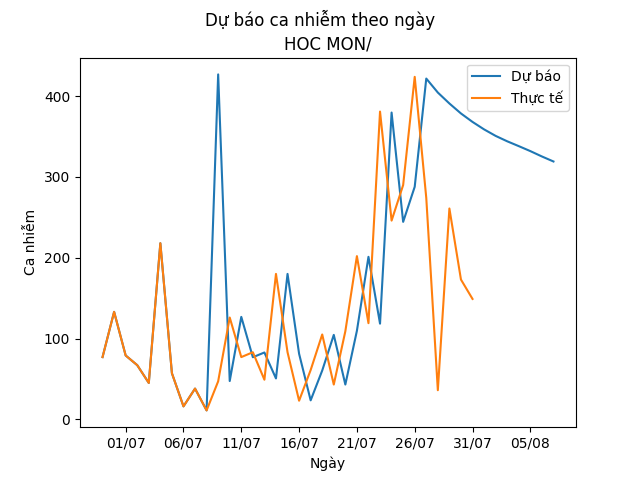 Dự báo ca nhiễm theo ngày
HOC MON/
Dự báo
Thực tế
Ca nhiễm
400
300
200
100
0
01/07 06/07 11/07 16/07 21/07 26/07 31/07 05/08
Ngày